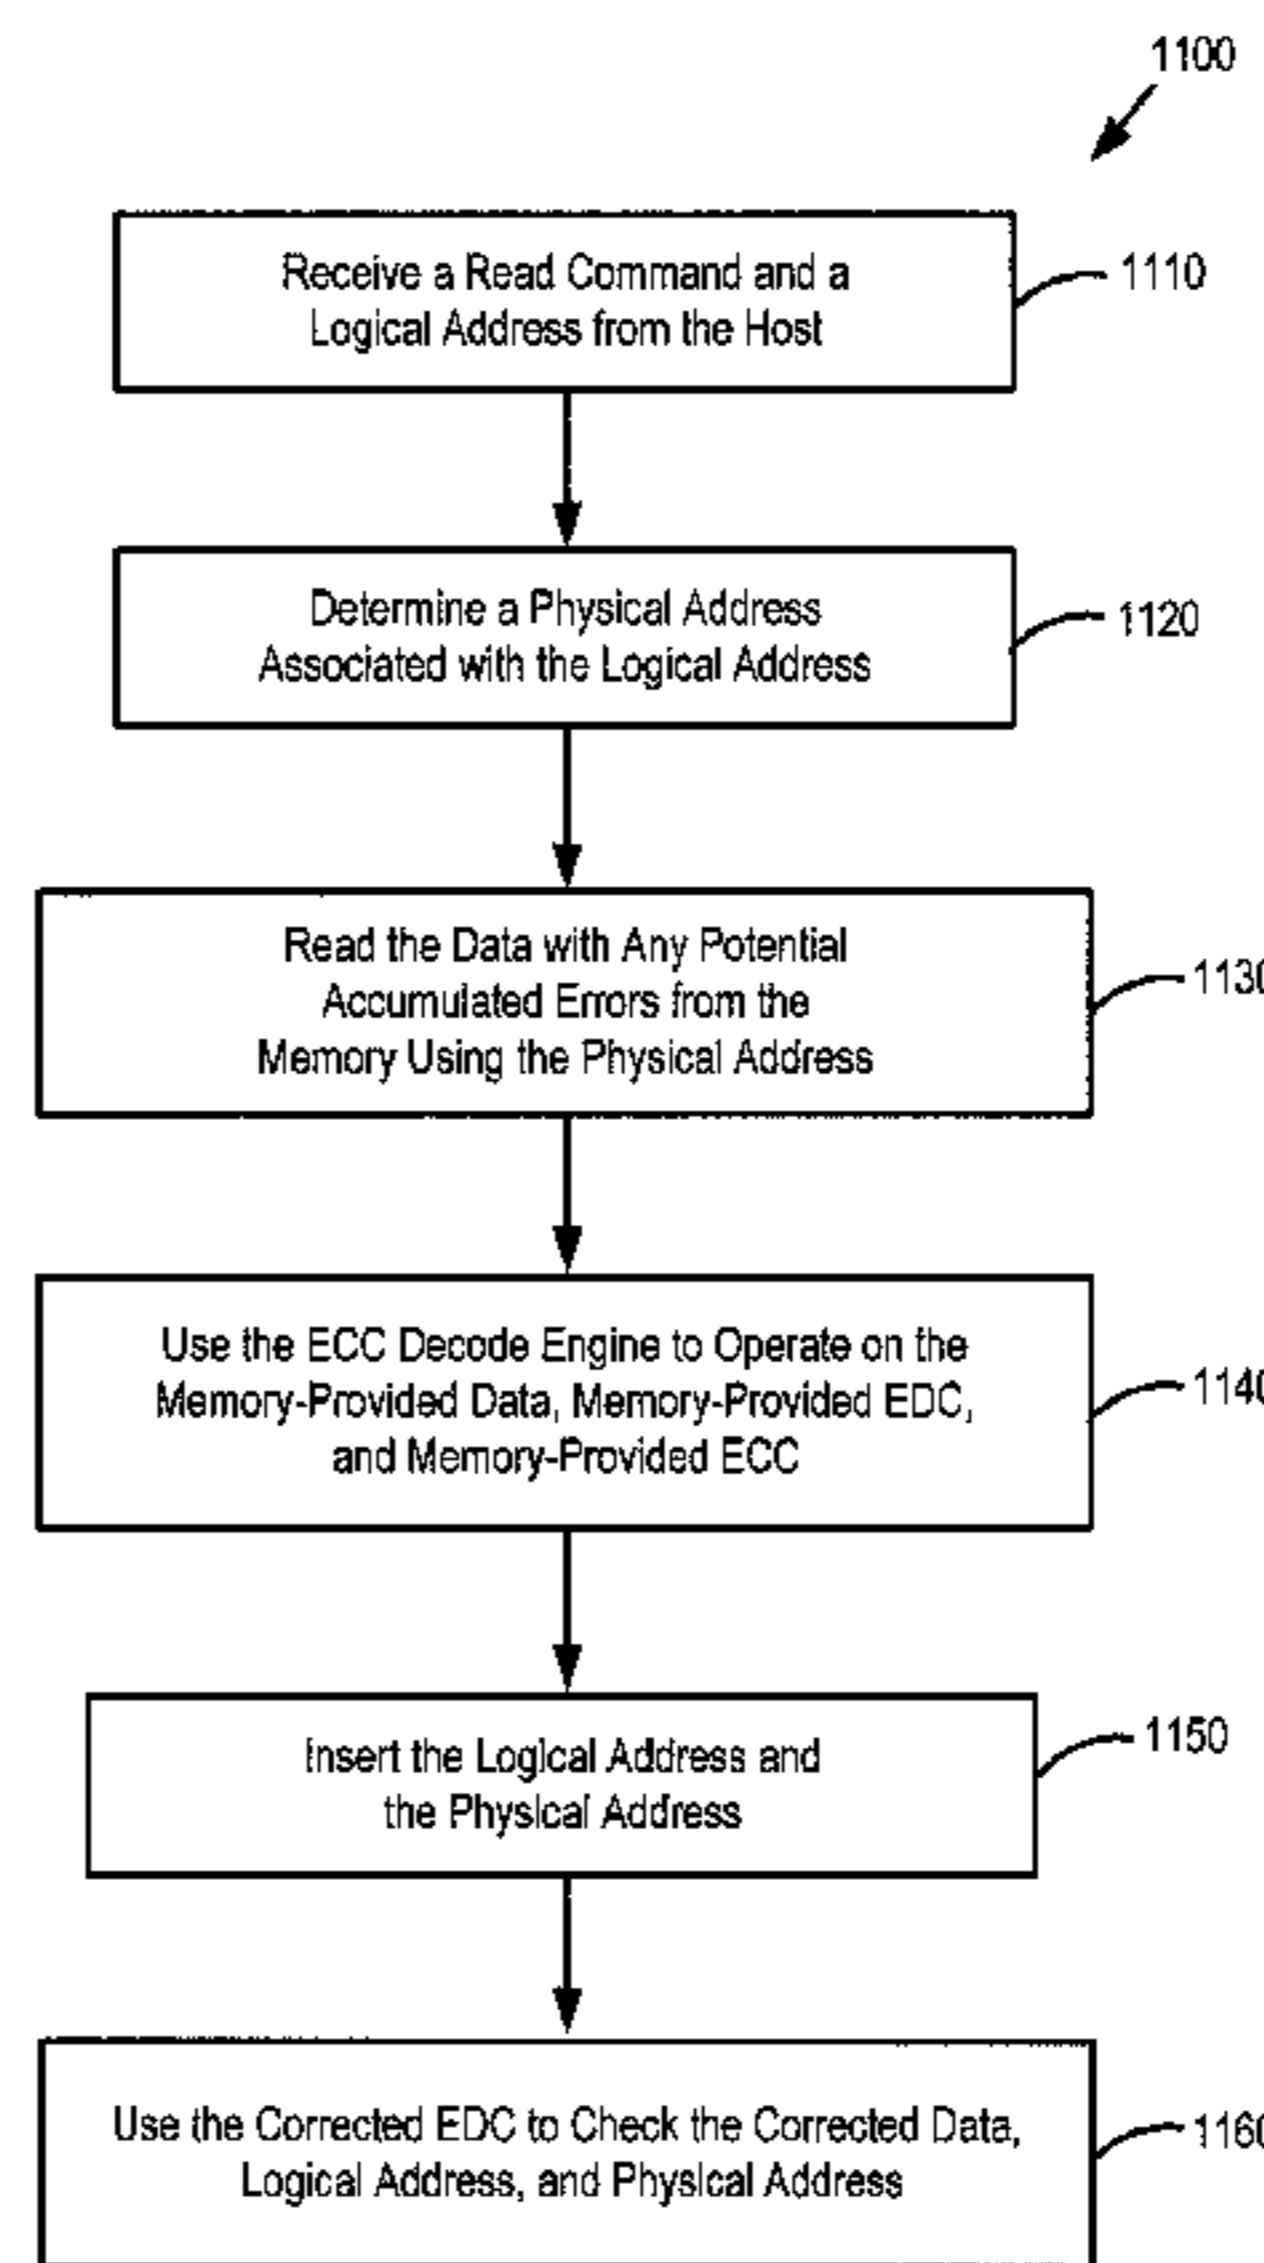 1100
Receive a Read Command and a
Logical Address from the Host
1110
Determine a Physical Address
Associated with the Logical Address
1120
Read the Data with Any Potential
Accumulated Errors from the
Memory Using the Physical Address
1130
Use the ECC Decode Engine to Operate on the
Memory-Provided Data, Memory-Provided EDC,
and Memory-Provided ECC
1140
Insert the Logical Address and
the Physical Address
1150
Use the Corrected EDC to Check the Corrected Data,
Logical Address, and Physical Address
1160